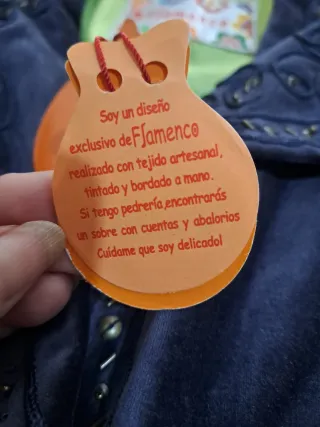 Soy un diseño
exclusivo de Flamenco
realizado con tejido artesanal,
tintado y bordado a mano.
Si tengo pedrería,encontrarás
un sobre con cuentas y abalorios
Cuídame que soy delicado!